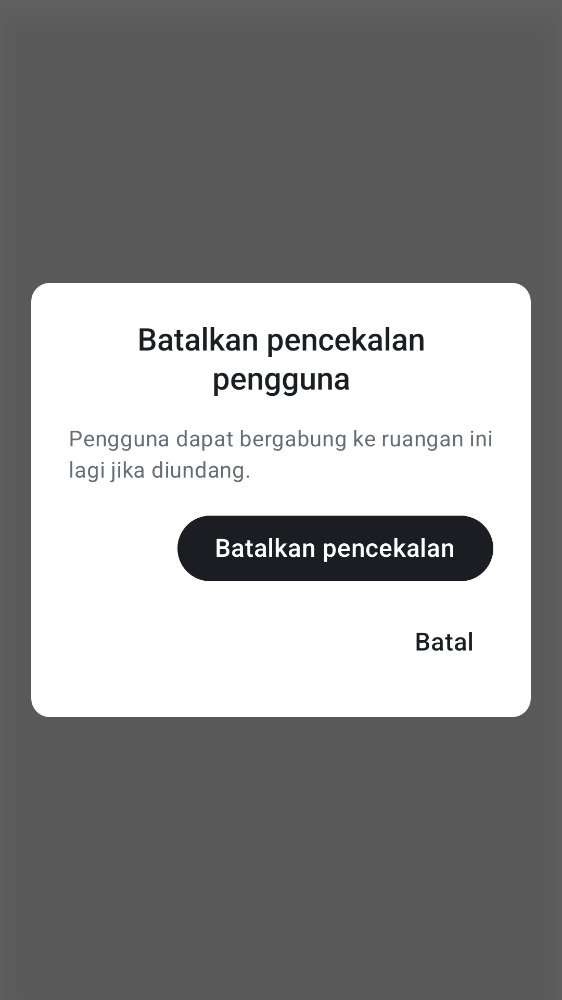 Batalkan pencekalan
pengguna
Pengguna dapat bergabung ke ruangan ini
lagi jika diundang.
Batalkan pencekalan
Batal